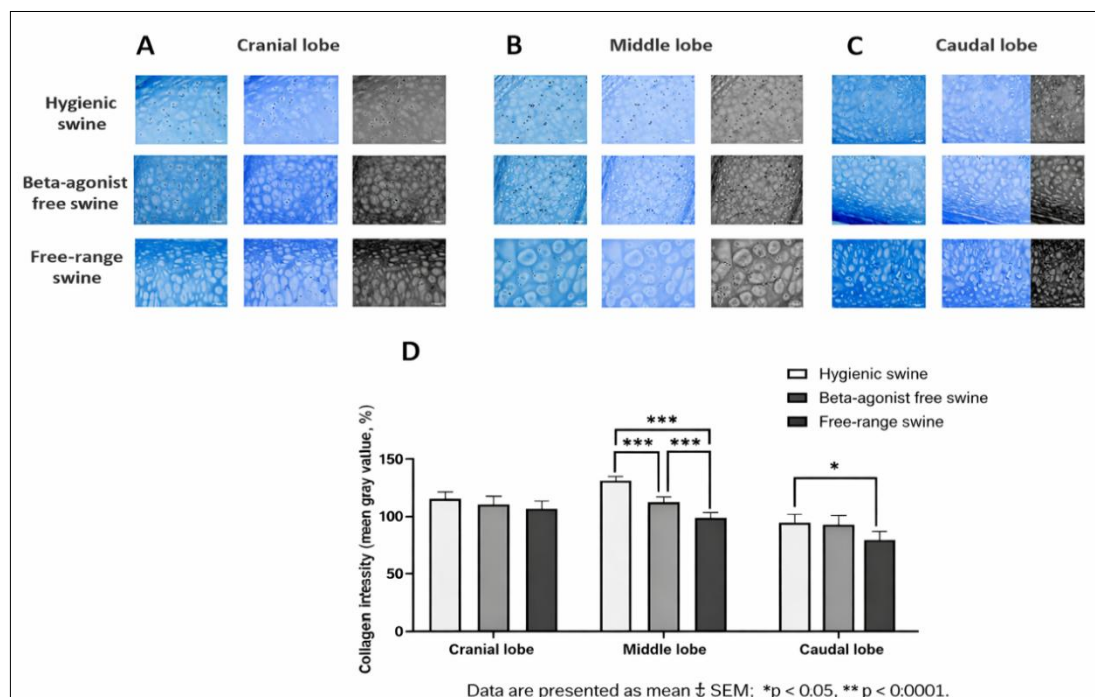 A Cranial lobe
B Middle lobe
C Caudal lobe
Hygienic
swine
Beta-agonist
free swine
Free-range
swine
D
Hygienic swine
Beta-agonist free swine
Free-range swine
Collagen intessity (mean gray vatlue, %)
150
100
50
0
***
*** ***
*
Cranial lobe Middle lobe Caudal lobe
Data are presented as mean ± SEM; *p < 0.05, ** p < 0:0001.